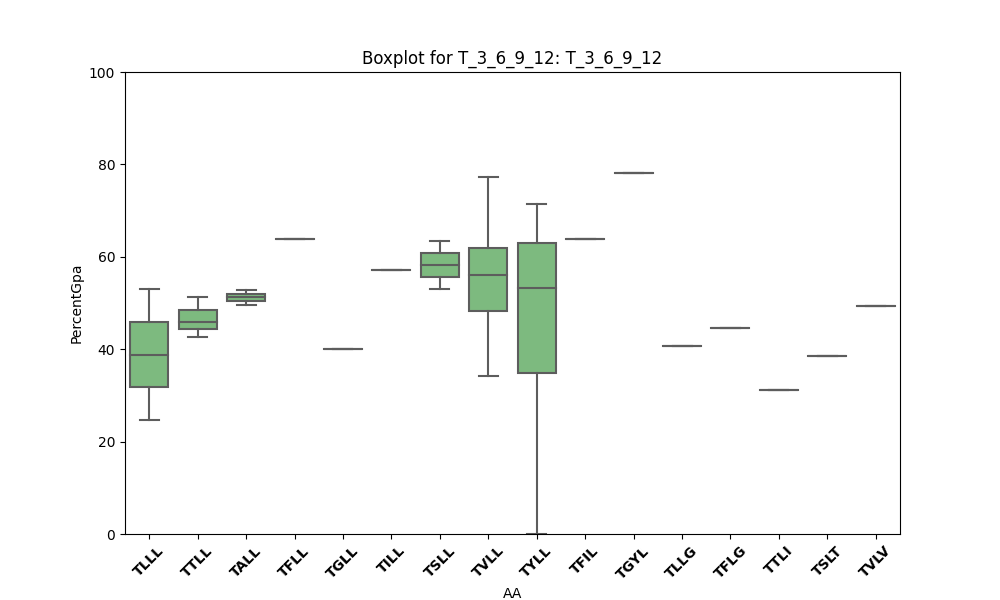 Boxplot for T_3_6_9_12: T_3_6_9_12
100
80
60
40
20
0
PercentGpa
TLLL TTLL TALL TFLL TGLL TILL TSLL TVLL TYLL TFIL TGYL TLLG TFLG TTLI TSLT TVLV
AA